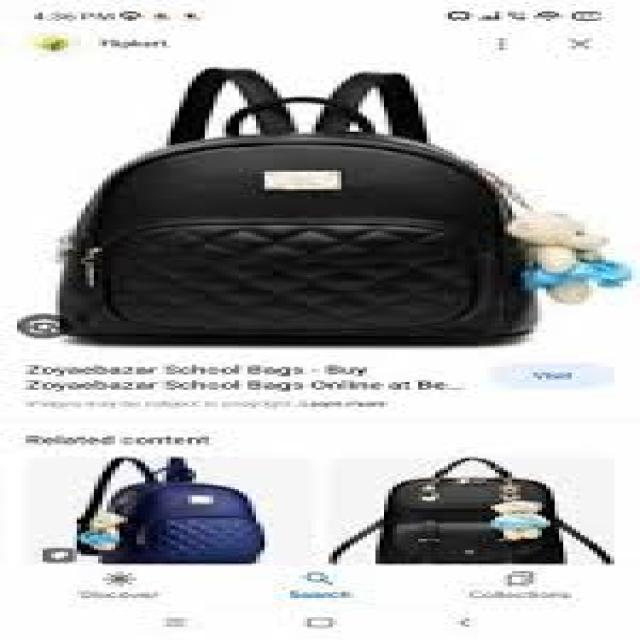 4:36 PM
Flipkart
Zoyaebazar School Bags - Buy
Zoyaebazar School Bags Online at Be...
Visit
Images may be subject to copyright. Learn more
Related content
Discover
Search
Collections